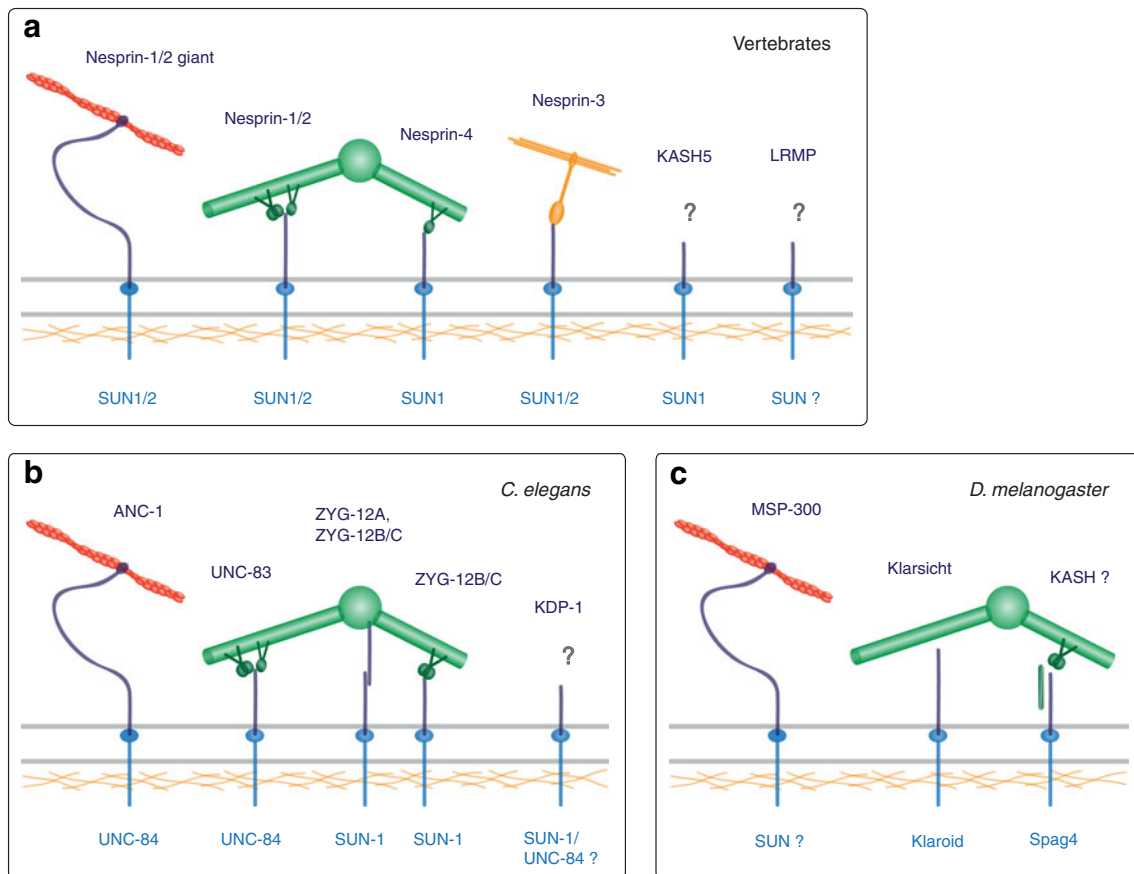 a
Vertebrates
Nesprin-1/2 giant
Nesprin-1/2
Nesprin-4
Nesprin-3
KASH5
LRMP
?
?
SUN1/2
SUN1/2
SUN1
SUN1/2
SUN1
SUN ?
b
C. elegans
ANC-1
UNC-83
ZYG-12A,
ZYG-12B/C
ZYG-12B/C
KDP-1
?
UNC-84
UNC-84
SUN-1
SUN-1
SUN-1/
UNC-84 ?
c
D. melanogaster
MSP-300
Klarsicht
KASH ?
SUN ?
Klaroid
Spag4